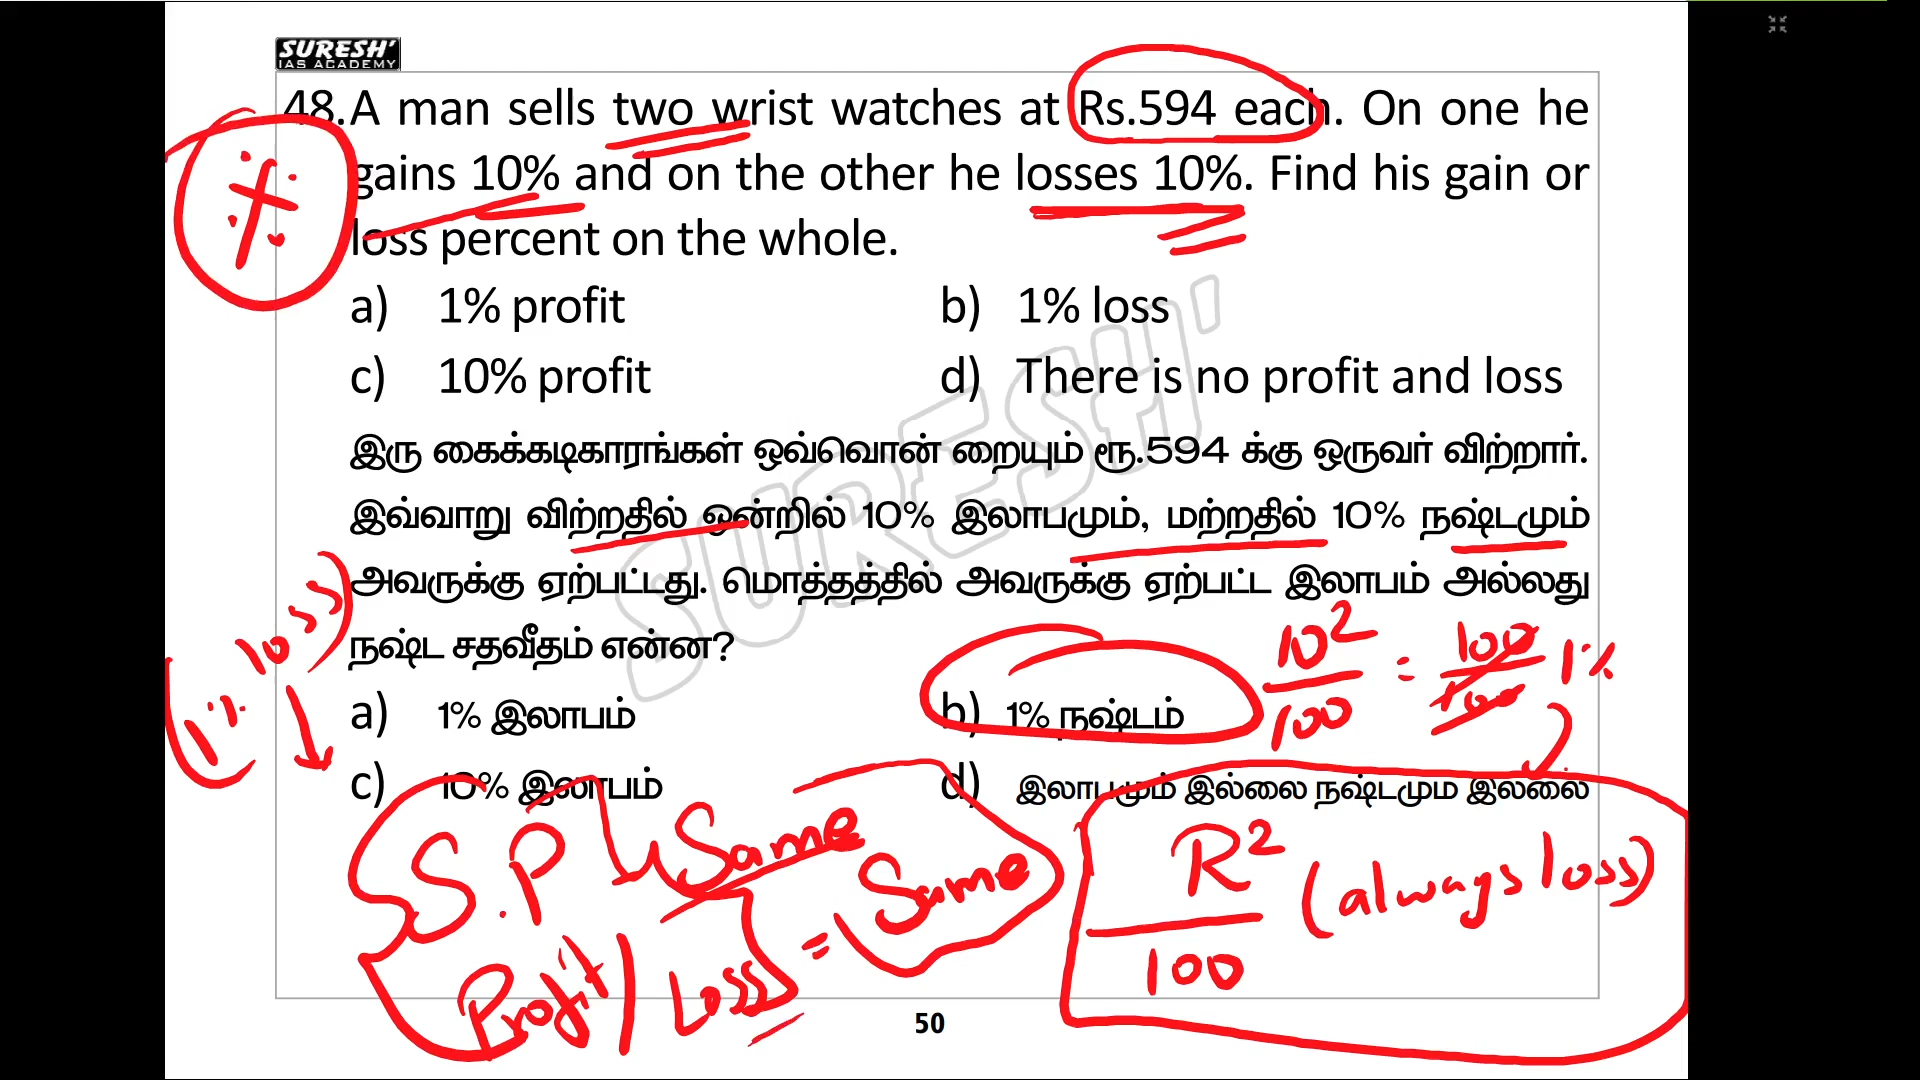 SURESH'
IAS ACADEMY
48. A man sells two wrist watches at Rs.594 each. On one he
gains 10% and on the other he losses 10%. Find his gain or
loss percent on the whole.
a) 1% profit b) 1% loss
c) 10% profit d) There is no profit and loss
இரு கைக்கடிகாரங்கள் ஒவ்வொன் றையும் ரூ.594 க்கு ஒருவர் விற்றார்.
இவ்வாறு விற்றதில் ஒன்றில் 10% இலாபமும், மற்றதில் 10% நஷ்டமும்
அவருக்கு ஏற்பட்டது. மொத்தத்தில் அவருக்கு ஏற்பட்ட இலாபம் அல்லது
நஷ்ட சதவீதம் என்ன?
a) 1% இலாபம் b) 1% நஷ்டம்
c) 10% இலாபம் d) இலாபமும் இல்லை நஷ்டமும் இல்லை
SURESH'
(1% loss)
10²/100 = 100/100 1%
S.P Same
Profit / Loss = Same
R²/100 (always loss)
50